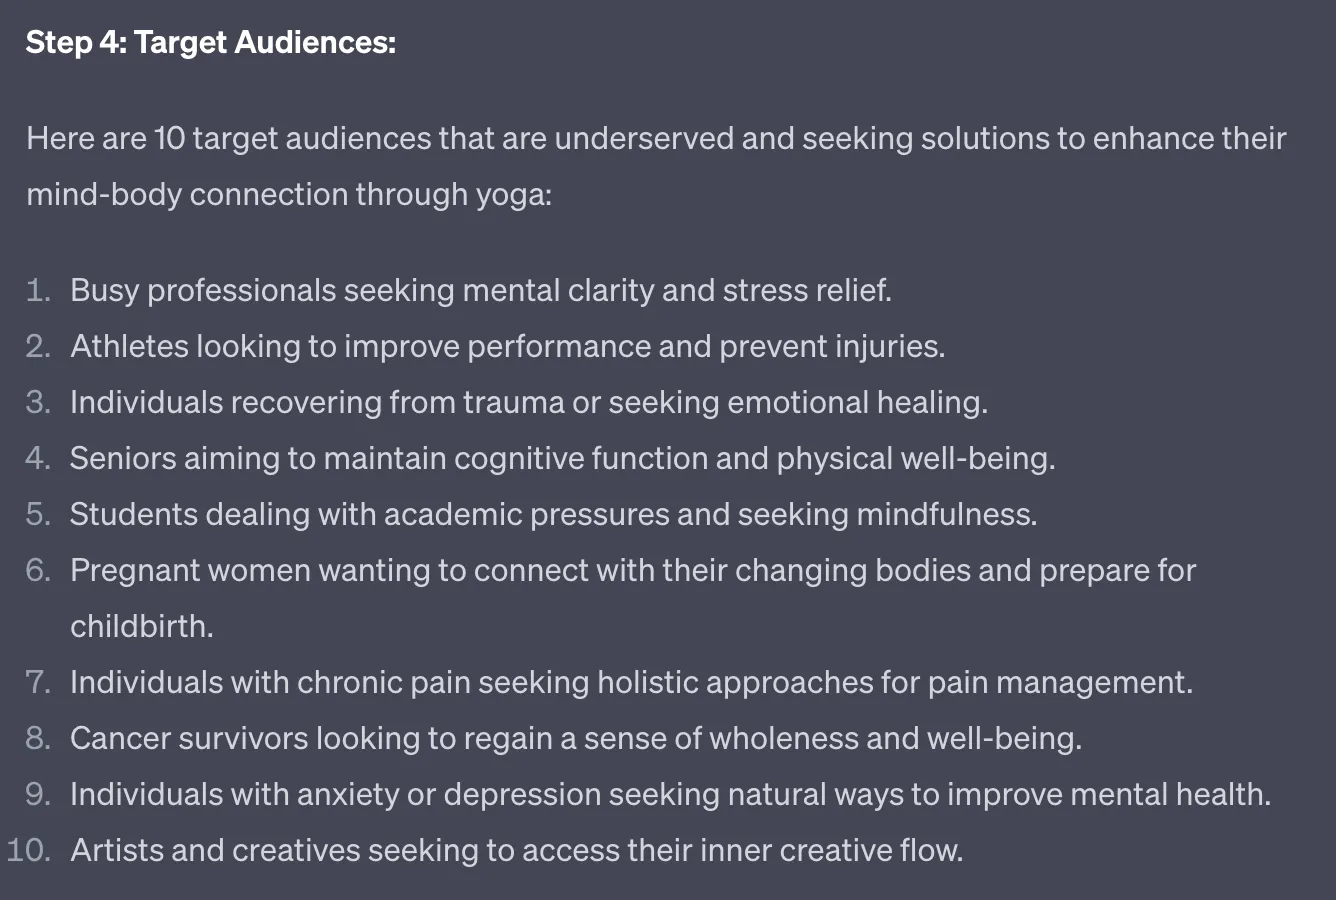 Step 4: Target Audiences:
Here are 10 target audiences that are underserved and seeking solutions to enhance their
mind-body connection through yoga:
1. Busy professionals seeking mental clarity and stress relief.
2. Athletes looking to improve performance and prevent injuries.
3. Individuals recovering from trauma or seeking emotional healing.
4. Seniors aiming to maintain cognitive function and physical well-being.
5. Students dealing with academic pressures and seeking mindfulness.
6. Pregnant women wanting to connect with their changing bodies and prepare for
childbirth.
7. Individuals with chronic pain seeking holistic approaches for pain management.
8. Cancer survivors looking to regain a sense of wholeness and well-being.
9. Individuals with anxiety or depression seeking natural ways to improve mental health.
10. Artists and creatives seeking to access their inner creative flow.